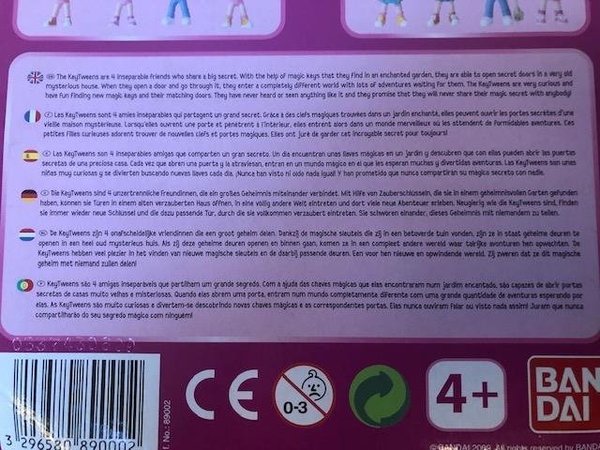 The KeyTweens are 4 inseparable friends who share a big secret. With the help of magic keys that they find in an enchanted garden, they are able to open secret doors in a very old
mysterious house. When they open a door and go through it, they enter a completely different world with lots of adventures waiting for them. The KeyTweens are very curious and
have fun finding new magic keys and their matching doors. They have never heard or seen anything like it and they promise that they will never share their magic secret with anybody!
Las KeyTweens sont 4 amies inséparables qui partagent un grand secret. Grâce à des clefs magiques trouvées dans un jardin enchanté, elles peuvent ouvrir les portes secrètes d'une
vieille maison mystérieuse. Lorsqu'elles ouvrent une porte et pénètrent à l'intérieur, elles entrent alors dans un monde merveilleux où les attendent de formidables aventures. Ces
petites filles curieuses adorent trouver de nouvelles clefs et portes magiques. Elles ont juré de garder cet incroyable secret pour toujours!
Las KeyTweens son 4 inseparables amigas que comparten un gran secreto. Un día encuentran unas llaves mágicas en un jardín y descubren que con ellas pueden abrir las puertas
secretas de una preciosa casa. Cada vez que abren una puerta y la atraviesan, entran en un mundo mágico en el que les esperan muchas y divertidas aventuras. Las KeyTweens son unas
niñas muy curiosas y se divierten buscando nuevas llaves cada día. ¡Nunca han visto ni oído nada igual! Y han prometido que nunca compartirán su mágico secreto con nadie.
Die KeyTweens sind 4 unzertrennliche Freundinnen, die ein großes Geheimnis miteinander verbindet. Mit Hilfe von Zauberschlüsseln, die sie in einem geheimnisvollen Garten gefunden
haben, können sie Türen in einem alten verzauberten Haus öffnen, in eine völlig andere Welt eintreten und dort viele neue Abenteuer erleben. Neugierig wie die KeyTweens sind, finden
sie immer wieder neue Schlüssel und die dazu passende Tür, durch die sie vollkommen verzaubert eintreten. Sie schwören einander, dieses Geheimnis mit niemandem zu teilen.
De KeyTweens zijn 4 onafscheidelijke vriendinnen die een groot geheim delen. Dankzij de magische sleutels die zij in een betoverde tuin vonden, zijn ze in staat geheime deuren te
openen in een heel oud mysterieus huis. Als zij deze geheime deuren openen en binnen gaan, komen ze in een compleet andere wereld waar talrijke avonturen hen opwachten. De
KeyTweens hebben veel plezier in het vinden van nieuwe magische sleutels en de daarbij passende deuren. Een voor hen nieuwe en opwindende wereld. Zij zweren dat ze dit magische
geheim met niemand zullen delen!
As KeyTweens são 4 amigas inseparáveis que partilham um grande segredo. Com a ajuda das chaves mágicas que elas encontraram num jardim encantado, são capazes de abrir portas
secretas de casas muito velhas e misteriosas. Quando elas abrem uma porta, entram num mundo completamente diferente com uma grande quantidade de aventuras esperando por
elas. As KeyTweens são muito curiosas e divertem-se descobrindo novas chaves mágicas e as correspondentes portas. Elas nunca ouviram falar ou visto nada assim! Juram que nunca
compartilharão do seu segredo mágico com ninguém!
3 296580 890002
T. No.: 89002
CE
0-3
4+
BAN
DAI
©BANDAI 2009. All rights reserved by BANDA